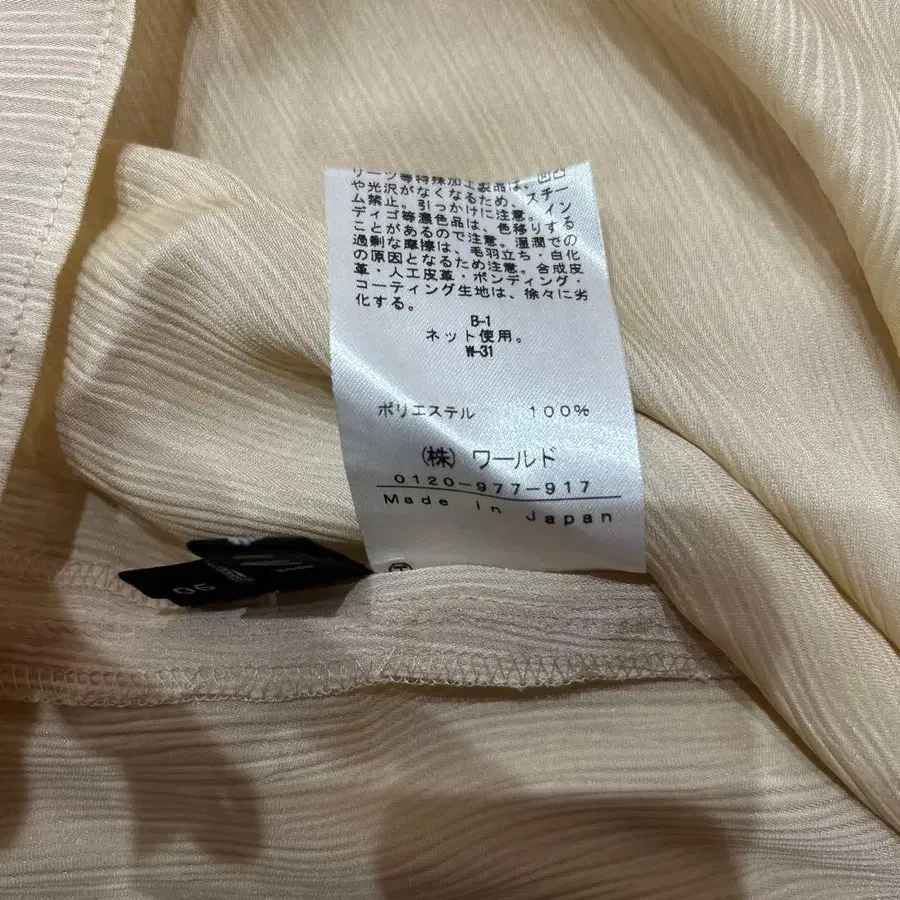 リーツ等特殊加工製品は、凹凸
や光沢がなくなるため、スチー
ム禁止。引っかけに注意。イン
ディゴ等濃色品は、色移りする
ことがあるので注意。湿潤での
過剰な摩擦は、毛羽立ち・白化
の原因となるため注意。合成皮
革・人工皮革・ボンディング・
コーティング生地は、徐々に劣
化する。
B-1
ネット使用。
W-31
ポリエステル 100%
(株) ワールド
0120-977-917
Made in Japan
05